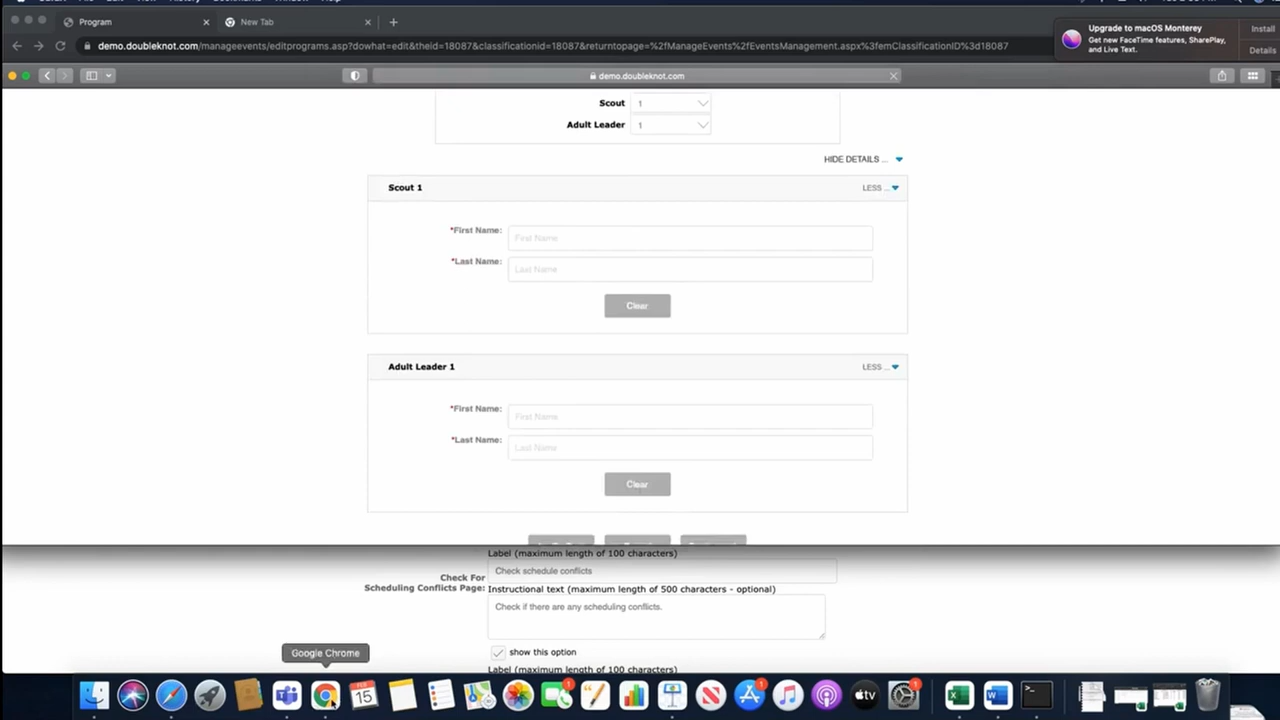 Program
New Tab
Upgrade to macOS Monterey
Get new FaceTime features, SharePlay,
and Live Text.
Install
Details
demo.doubleknot.com/manageevents/editprograms.asp?dowhat=edit&theid=18087&classificationid=18087&returntopage=%2fManageEvents%2fEventsManagement.aspx%3femClassificationID%3d18087
demo.doubleknot.com
Scout
1
Adult Leader
1
HIDE DETAILS ...
Scout 1
LESS ...
*First Name:
First Name
*Last Name:
Last Name
Clear
Adult Leader 1
LESS ...
*First Name:
First Name
*Last Name:
Last Name
Clear
Label (maximum length of 100 characters)
Check schedule conflicts
Check For
Scheduling Conflicts Page:
Instructional text (maximum length of 500 characters - optional)
Check if there are any scheduling conflicts.
show this option
Google Chrome
Label (maximum length of 100 characters)
FEB
15
1
1
1
tv